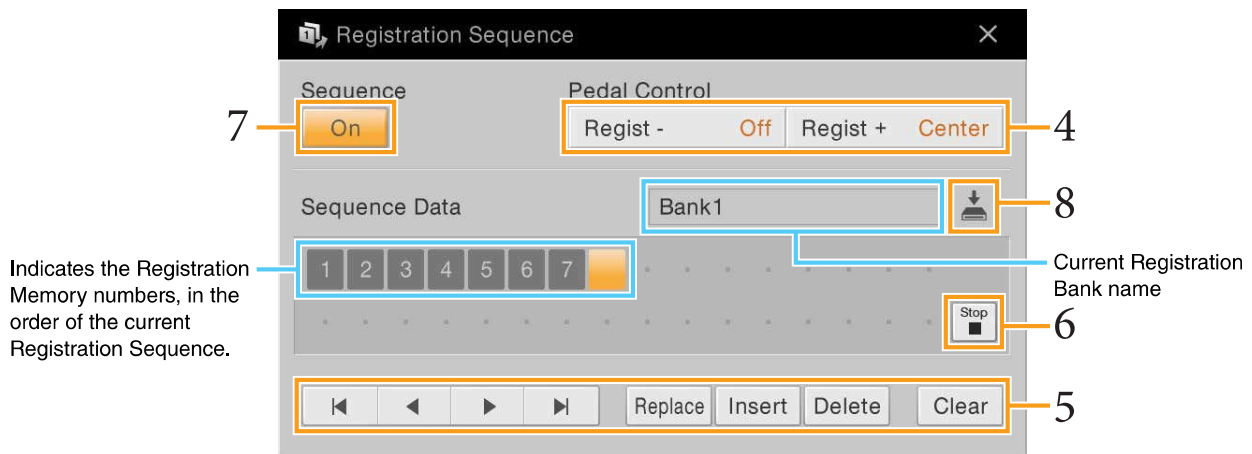 1 Registration Sequence
Sequence
Pedal Control
7
On
Regist - Off Regist + Center
4
Sequence Data
Bank1
8
Indicates the Registration
Memory numbers, in the
order of the current
Registration Sequence.
1 2 3 4 5 6 7
Current Registration
Bank name
Stop
6
Replace Insert Delete Clear
5